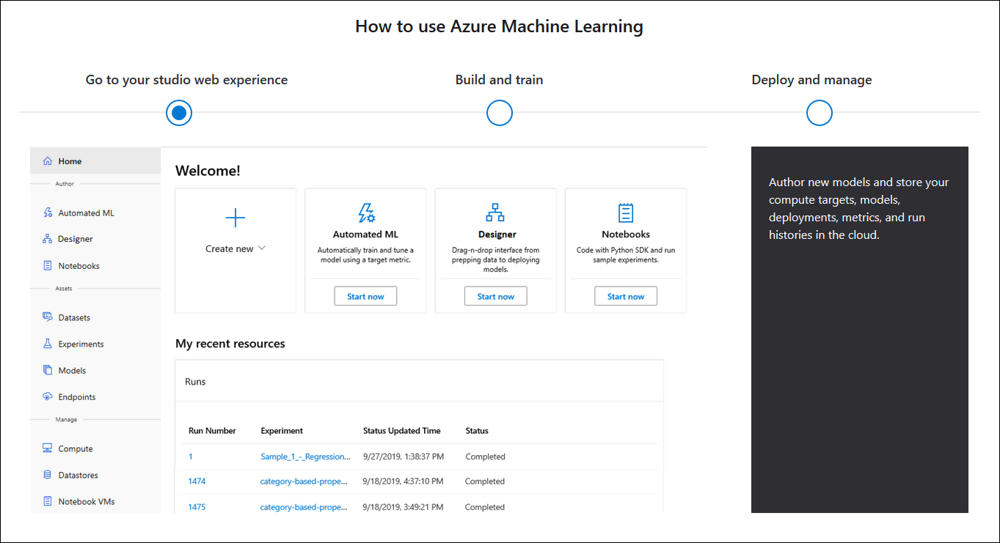 How to use Azure Machine Learning
Go to your studio web experience
Build and train
Deploy and manage
Home
Author
Automated ML
Designer
Notebooks
Assets
Datasets
Experiments
Models
Endpoints
Manage
Compute
Datastores
Notebook VMs
Welcome!
Create new
Automated ML
Automatically train and tune a
model using a target metric.
Start now
Designer
Drag-n-drop interface from
prepping data to deploying
models.
Start now
Notebooks
Code with Python SDK and run
sample experiments.
Start now
My recent resources
Runs
Run Number Experiment Status Updated Time Status
1 Sample_1_-_Regression... 9/27/2019, 1:38:37 PM Completed
1474 category-based-prope... 9/18/2019, 4:37:10 PM Completed
1475 category-based-prope... 9/18/2019, 3:49:21 PM Completed
Author new models and store your
compute targets, models,
deployments, metrics, and run
histories in the cloud.